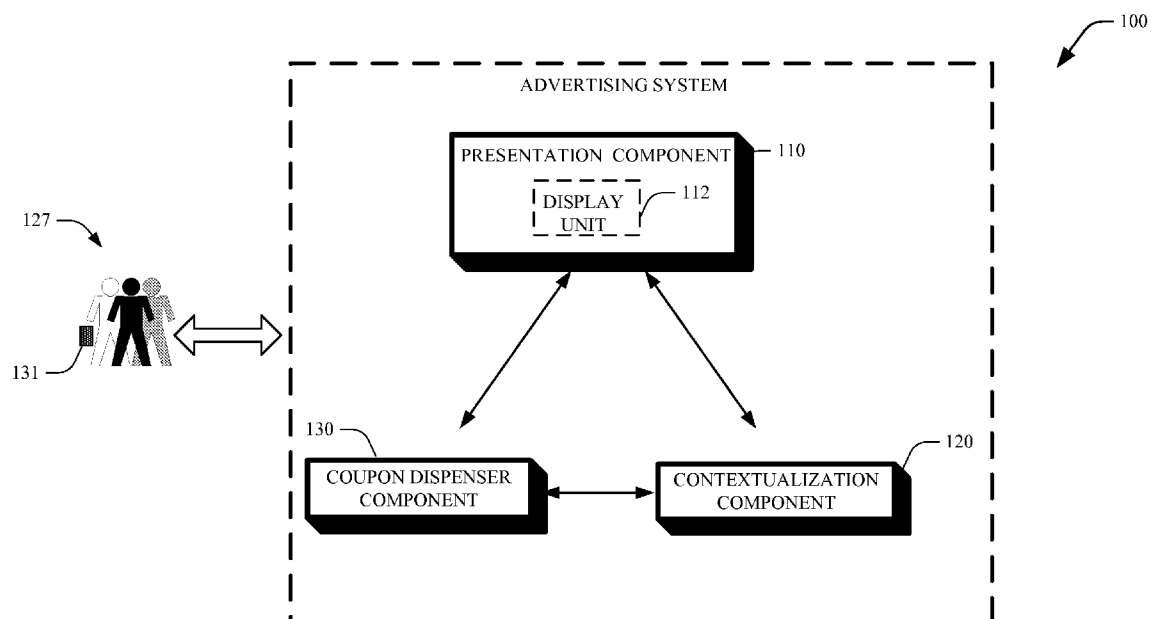 100
ADVERTISING SYSTEM
PRESENTATION COMPONENT
110
DISPLAY
UNIT
112
127
131
130
COUPON DISPENSER
COMPONENT
120
CONTEXTUALIZATION
COMPONENT